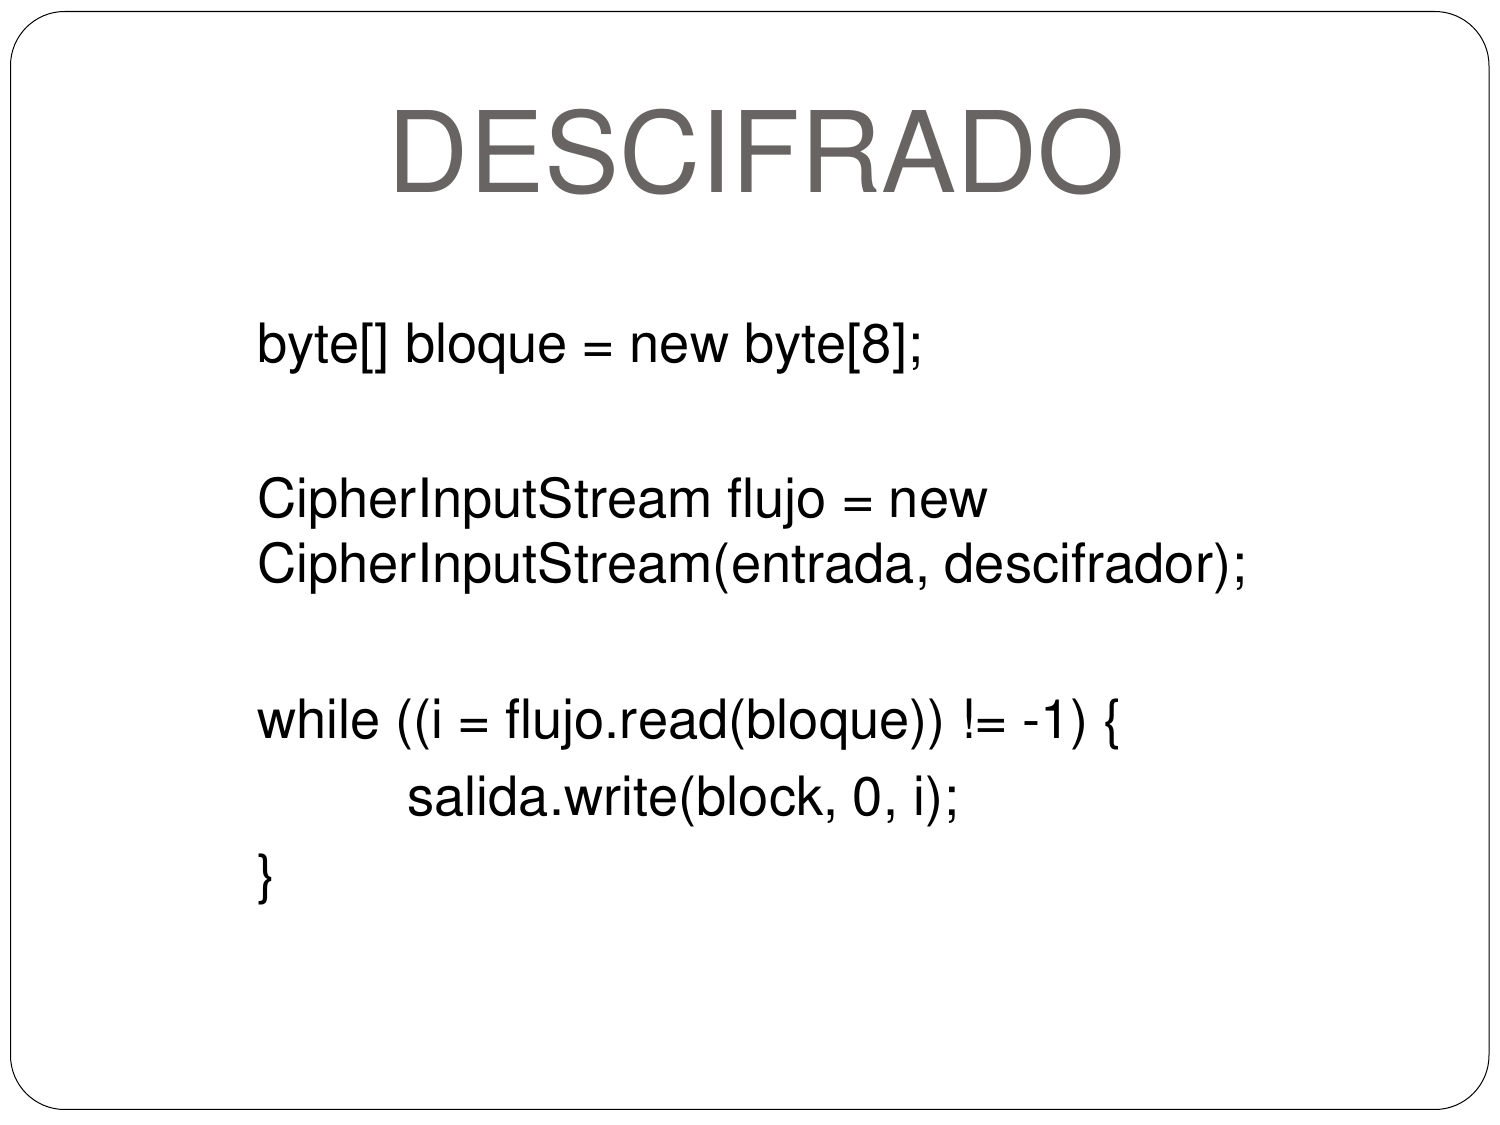 DESCIFRADO
byte[] bloque = new byte[8];
CipherInputStream flujo = new
CipherInputStream(entrada, descifrador);
while ((i = flujo.read(bloque)) != -1) {
salida.write(block, 0, i);
}